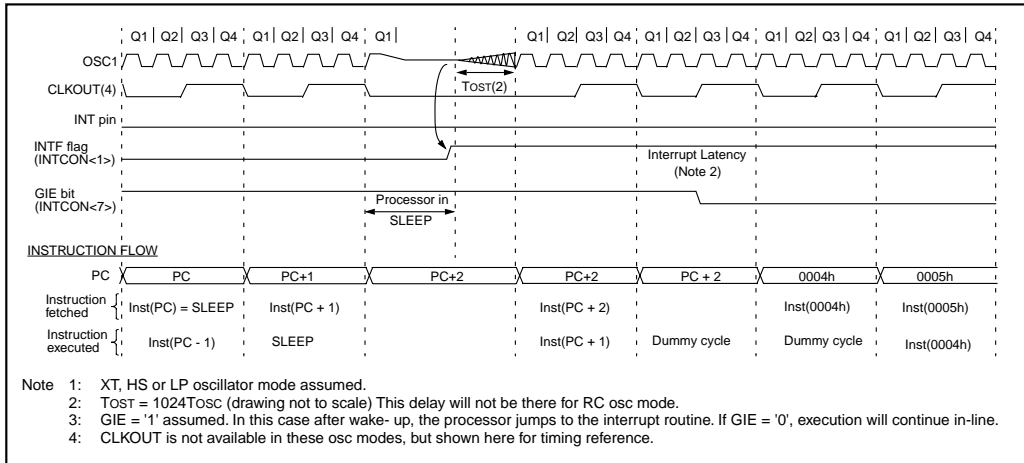 Q1 Q2 Q3 Q4 Q1 Q2 Q3 Q4 Q1 Q1 Q2 Q3 Q4 Q1 Q2 Q3 Q4 Q1 Q2 Q3 Q4 Q1 Q2 Q3 Q4
OSC1
TOST(2)
CLKOUT(4)
INT pin
INTF flag
(INTCON<1>)
Interrupt Latency
(Note 2)
GIE bit
(INTCON<7>)
Processor in
SLEEP
INSTRUCTION FLOW
PC PC PC+1 PC+2 PC+2 PC + 2 0004h 0005h
Instruction
fetched
Inst(PC) = SLEEP Inst(PC + 1) Inst(PC + 2) Inst(0004h) Inst(0005h)
Instruction
executed
Inst(PC - 1) SLEEP Inst(PC + 1) Dummy cycle Dummy cycle Inst(0004h)
Note 1: XT, HS or LP oscillator mode assumed.
2: TOST = 1024TOSC (drawing not to scale) This delay will not be there for RC osc mode.
3: GIE = '1' assumed. In this case after wake- up, the processor jumps to the interrupt routine. If GIE = '0', execution will continue in-line.
4: CLKOUT is not available in these osc modes, but shown here for timing reference.